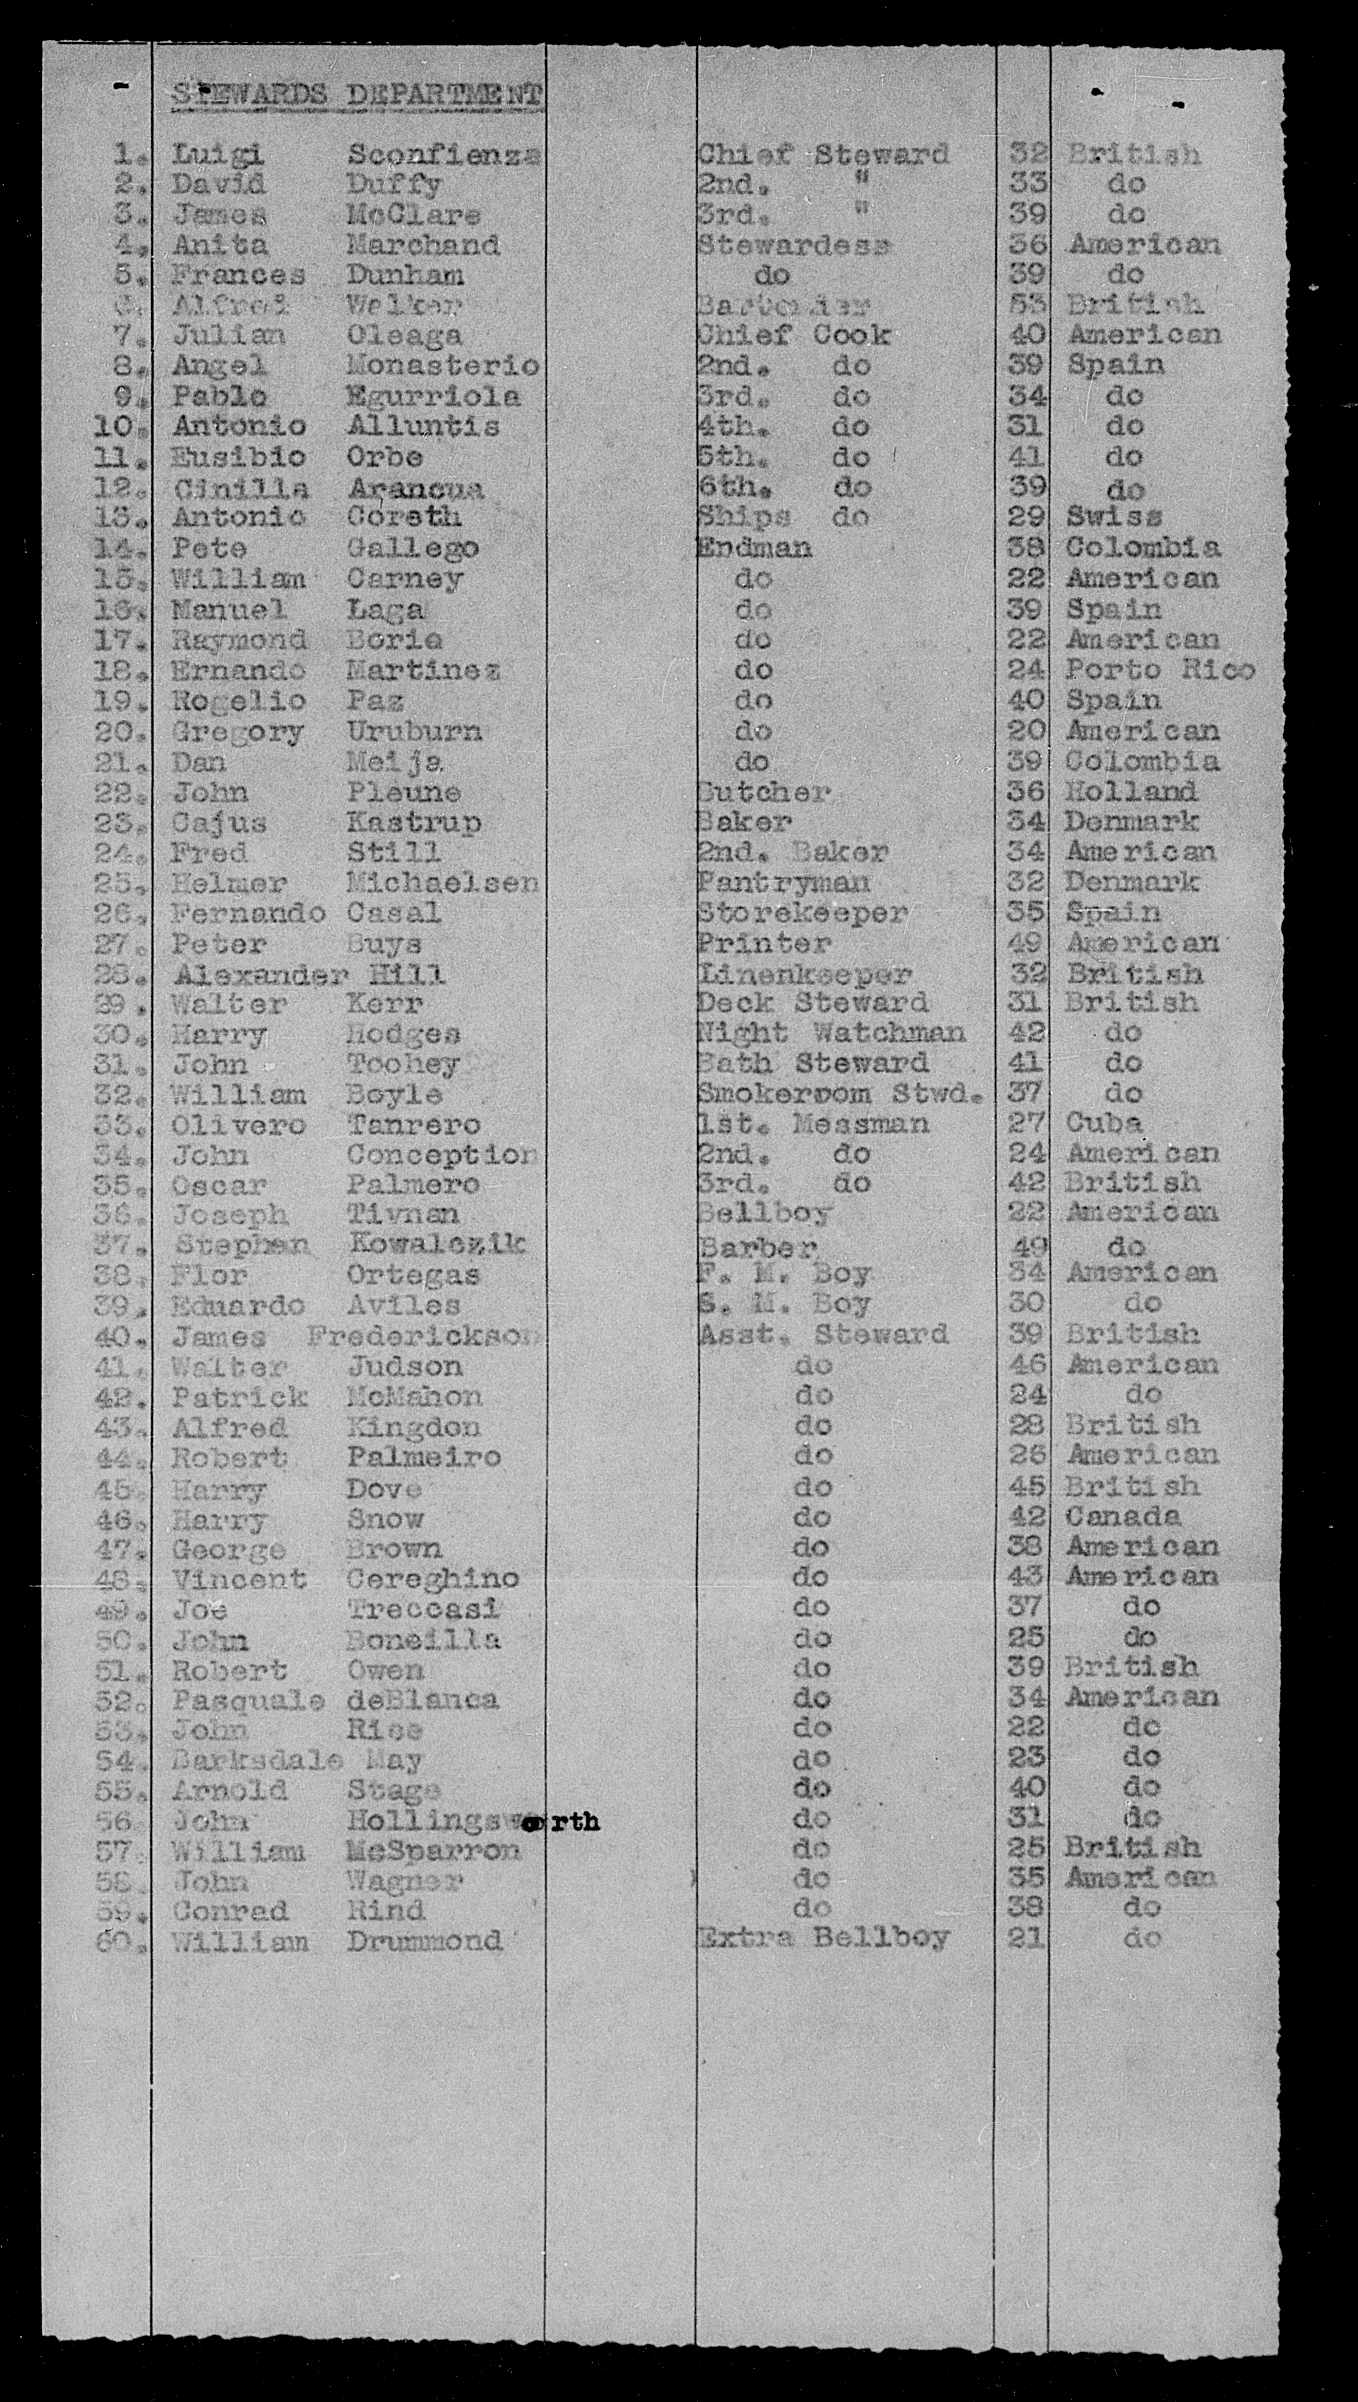 STEWARDS DEPARTMENT
1. Luigi Sconfienza Chief Steward 32 British
2. David Duffy 2nd. " 33 do
3. James McClare 3rd. " 39 do
4. Anita Marchand Stewardess 36 American
5. Frances Dunham do 39 do
6. Alfred Walker Bartender 53 British
7. Julian Oleaga Chief Cook 40 American
8. Angel Monasterio 2nd. do 39 Spain
9. Pablo Egurriola 3rd. do 34 do
10. Antonio Alluntis 4th. do 31 do
11. Eusibio Orbe 5th. do 41 do
12. Cinilla Arancua 6th. do 39 do
13. Antonio Coreth Ships do 29 Swiss
14. Pete Gallego Endman 38 Colombia
15. William Carney do 22 American
16. Manuel Laga do 39 Spain
17. Raymond Borie do 22 American
18. Ernando Martinez do 24 Porto Rico
19. Rogelio Paz do 40 Spain
20. Gregory Uruburn do 20 American
21. Dan Meija do 39 Colombia
22. John Pleune Butcher 36 Holland
23. Cajus Kastrup Baker 34 Denmark
24. Fred Still 2nd. Baker 34 American
25. Helmer Michaelsen Pantryman 32 Denmark
26. Fernando Casal Storekeeper 35 Spain
27. Peter Buys Printer 49 American
28. Alexander Hill Linenkeeper 32 British
29. Walter Kerr Deck Steward 31 British
30. Harry Hodges Night Watchman 42 do
31. John Toohey Bath Steward 41 do
32. William Boyle Smokeroom Stwd. 37 do
33. Olivero Tanrero 1st. Messman 27 Cuba
34. John Conception 2nd. do 24 American
35. Oscar Palmero 3rd. do 42 British
36. Joseph Tivnan Bellboy 22 American
37. Stephen Kowalczik Barber 49 do
38. Flor Ortegas F. M. Boy 34 American
39. Eduardo Aviles S. M. Boy 30 do
40. James Frederickson Asst. Steward 39 British
41. Walter Judson do 46 American
42. Patrick McMahon do 24 do
43. Alfred Kingdon do 28 British
44. Robert Palmeiro do 26 American
45. Harry Dove do 45 British
46. Harry Snow do 42 Canada
47. George Brown do 38 American
48. Vincent Cereghino do 43 American
49. Joe Treccasi do 37 do
50. John Boneilla do 25 do
51. Robert Owen do 39 British
52. Pasquale deBlanca do 34 American
53. John Rice do 22 do
54. Barksdale May do 23 do
55. Arnold Stage do 40 do
56. John Hollingsworth do 31 do
57. William McSparron do 25 British
58. John Wagner do 35 American
59. Conrad Rind do 38 do
60. William Drummond Extra Bellboy 21 do